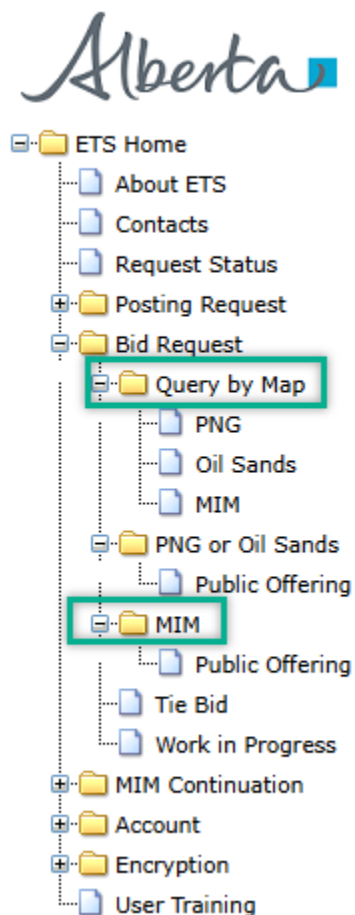 Alberta
ETS Home
About ETS
Contacts
Request Status
Posting Request
Bid Request
Query by Map
PNG
Oil Sands
MIM
PNG or Oil Sands
Public Offering
MIM
Public Offering
Tie Bid
Work in Progress
MIM Continuation
Account
Encryption
User Training